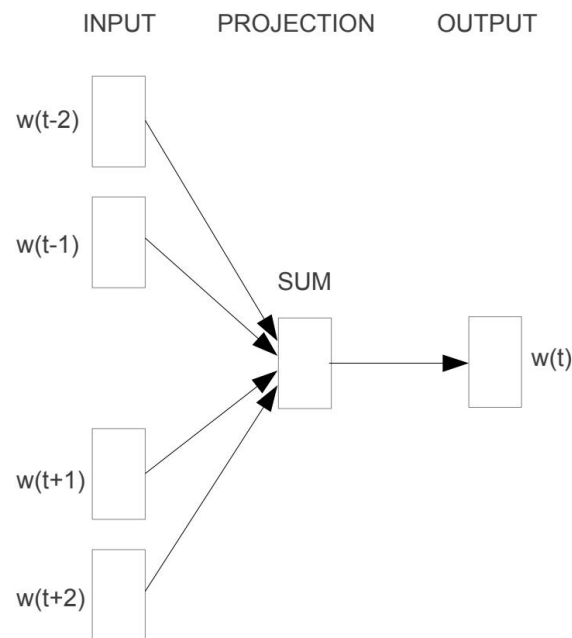 INPUT PROJECTION OUTPUT
w(t-2)
w(t-1)
SUM
w(t)
w(t+1)
w(t+2)